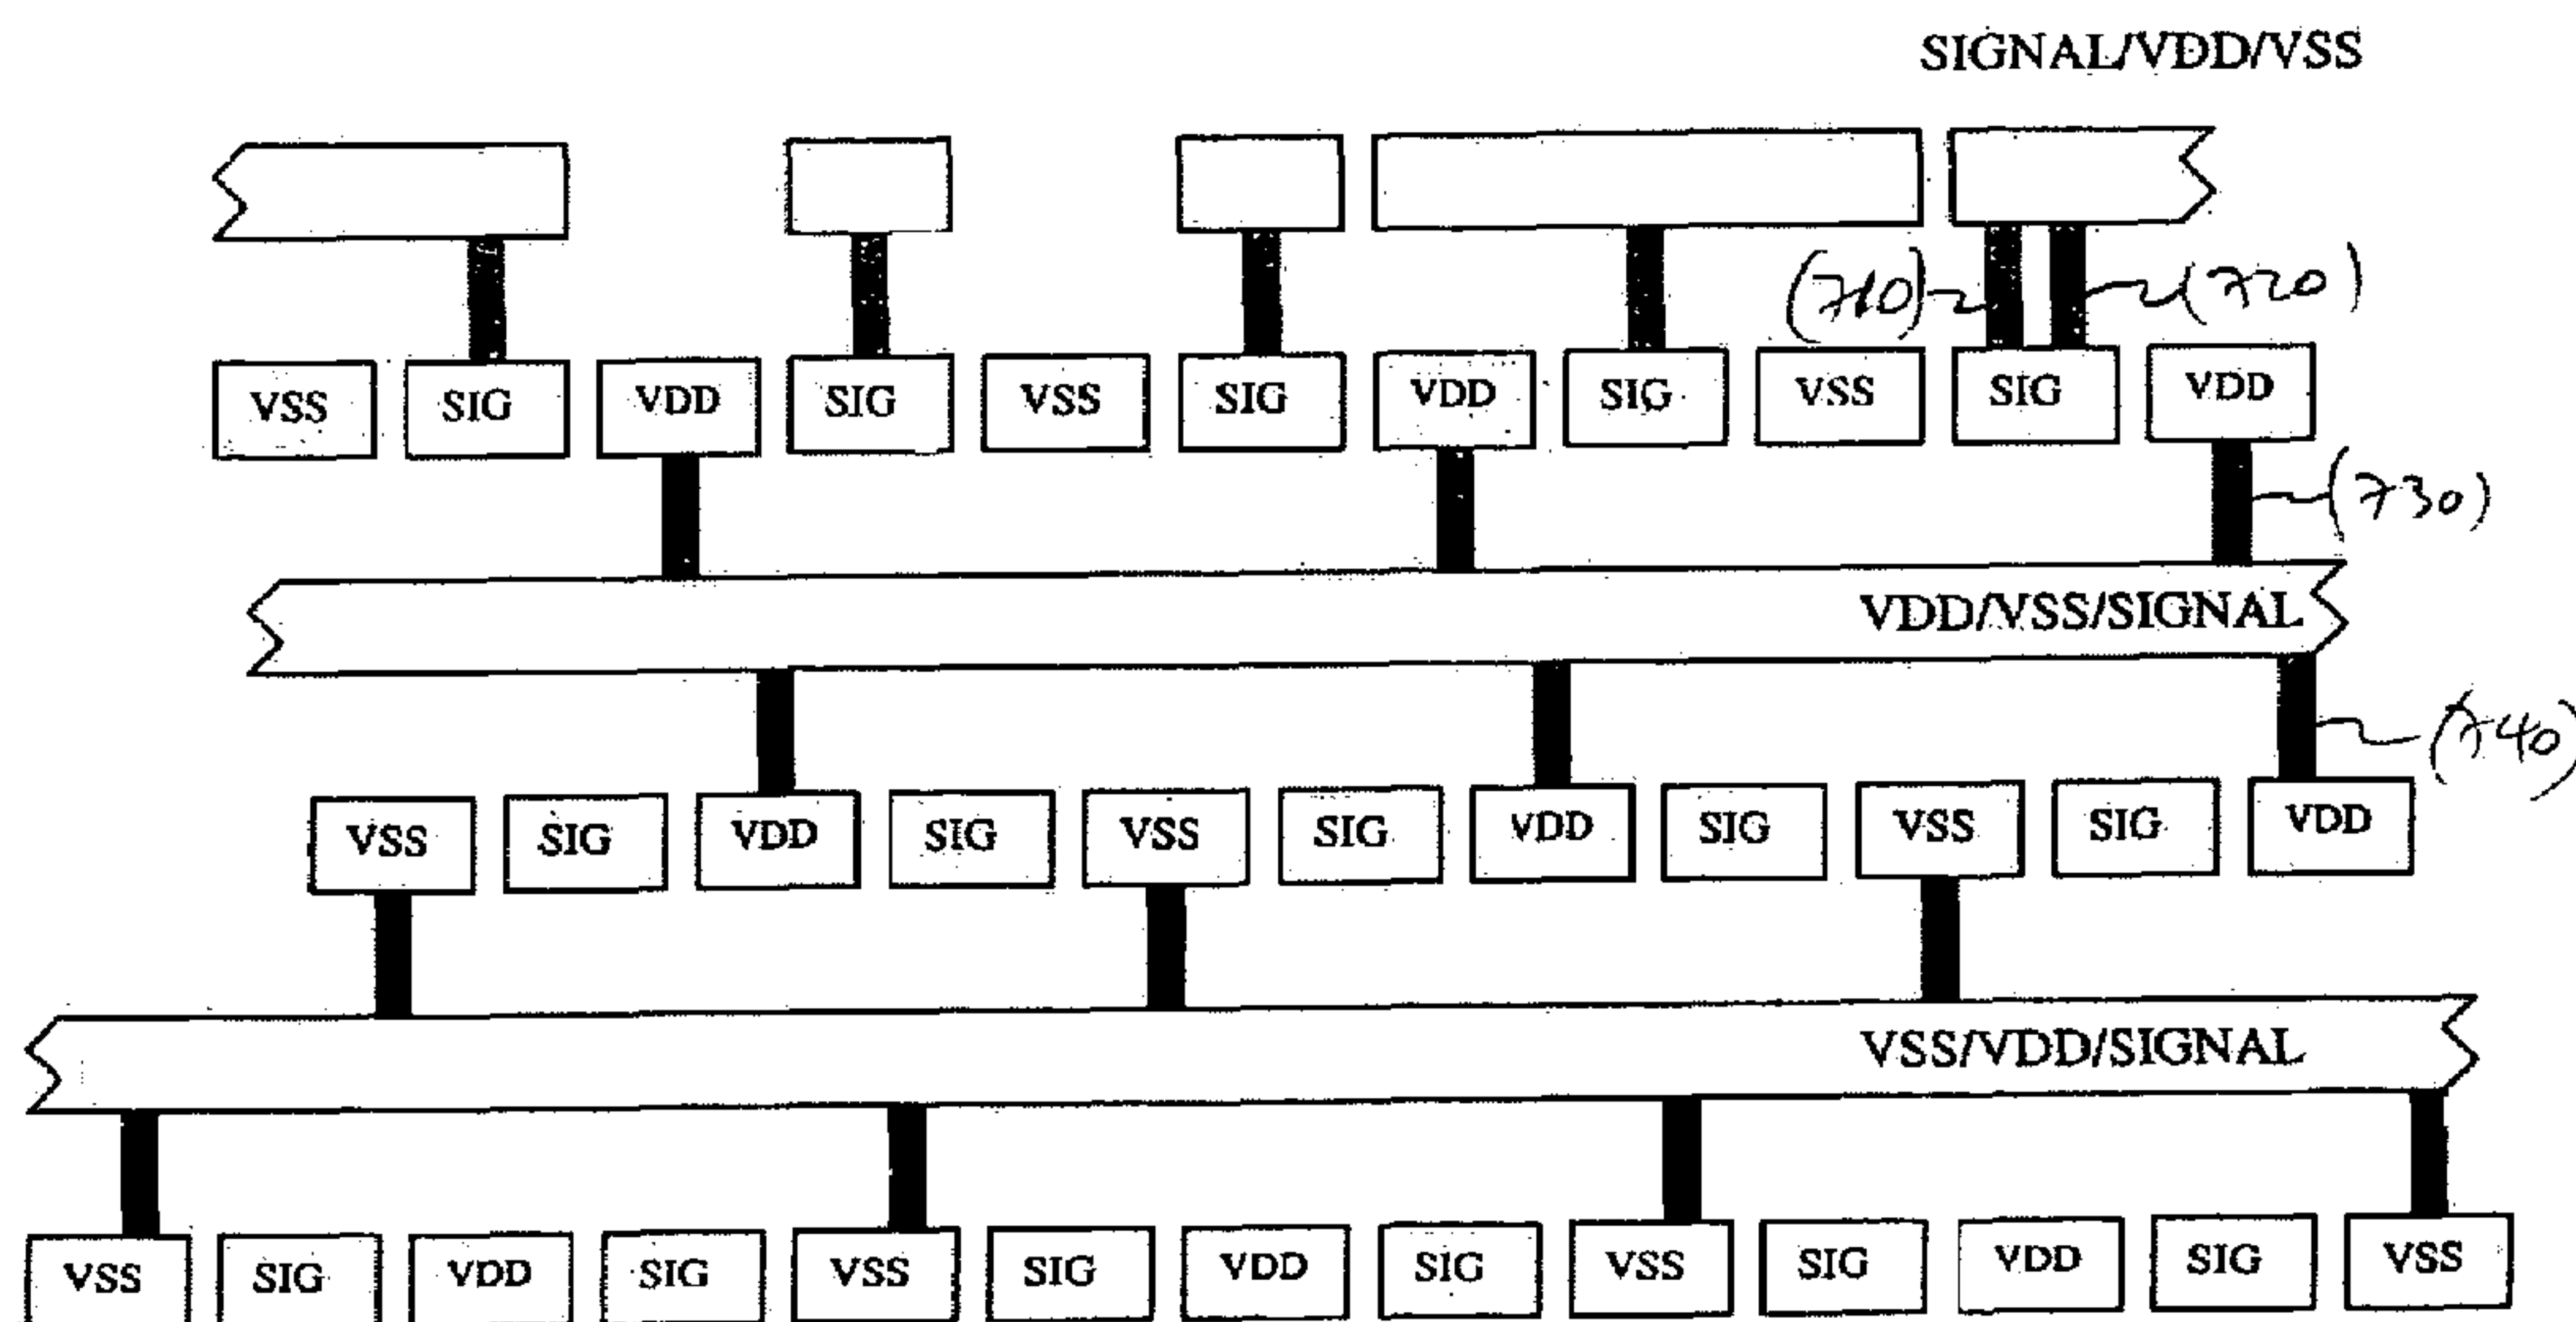 SIGNAL/VDD/VSS
(710) (720)
VSS SIG VDD SIG VSS SIG VDD SIG VSS SIG VDD
(730)
VDD/VSS/SIGNAL
(740)
VSS SIG VDD SIG VSS SIG VDD SIG VSS SIG VDD
VSS/VDD/SIGNAL
VSS SIG VDD SIG VSS SIG VDD SIG VSS SIG VDD SIG VSS